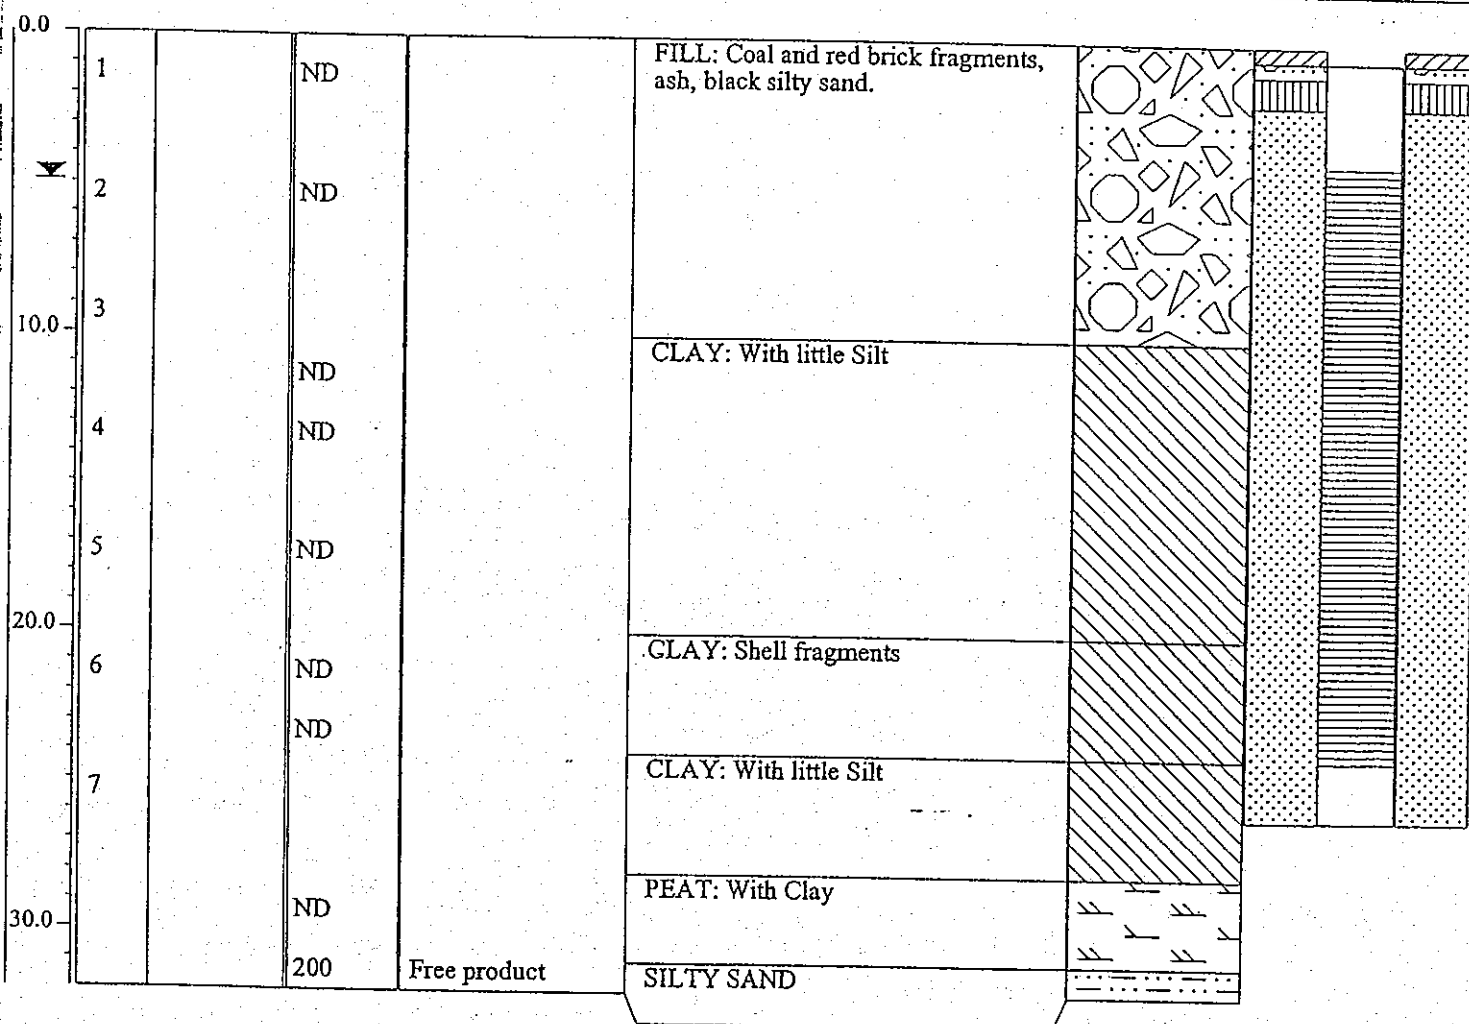 0.0
1
ND
FILL: Coal and red brick fragments,
ash, black silty sand.
2
ND
3
10.0
CLAY: With little Silt
ND
4
ND
5
ND
20.0
CLAY: Shell fragments
6
ND
ND
CLAY: With little Silt
7
PEAT: With Clay
ND
30.0
200
Free product
SILTY SAND